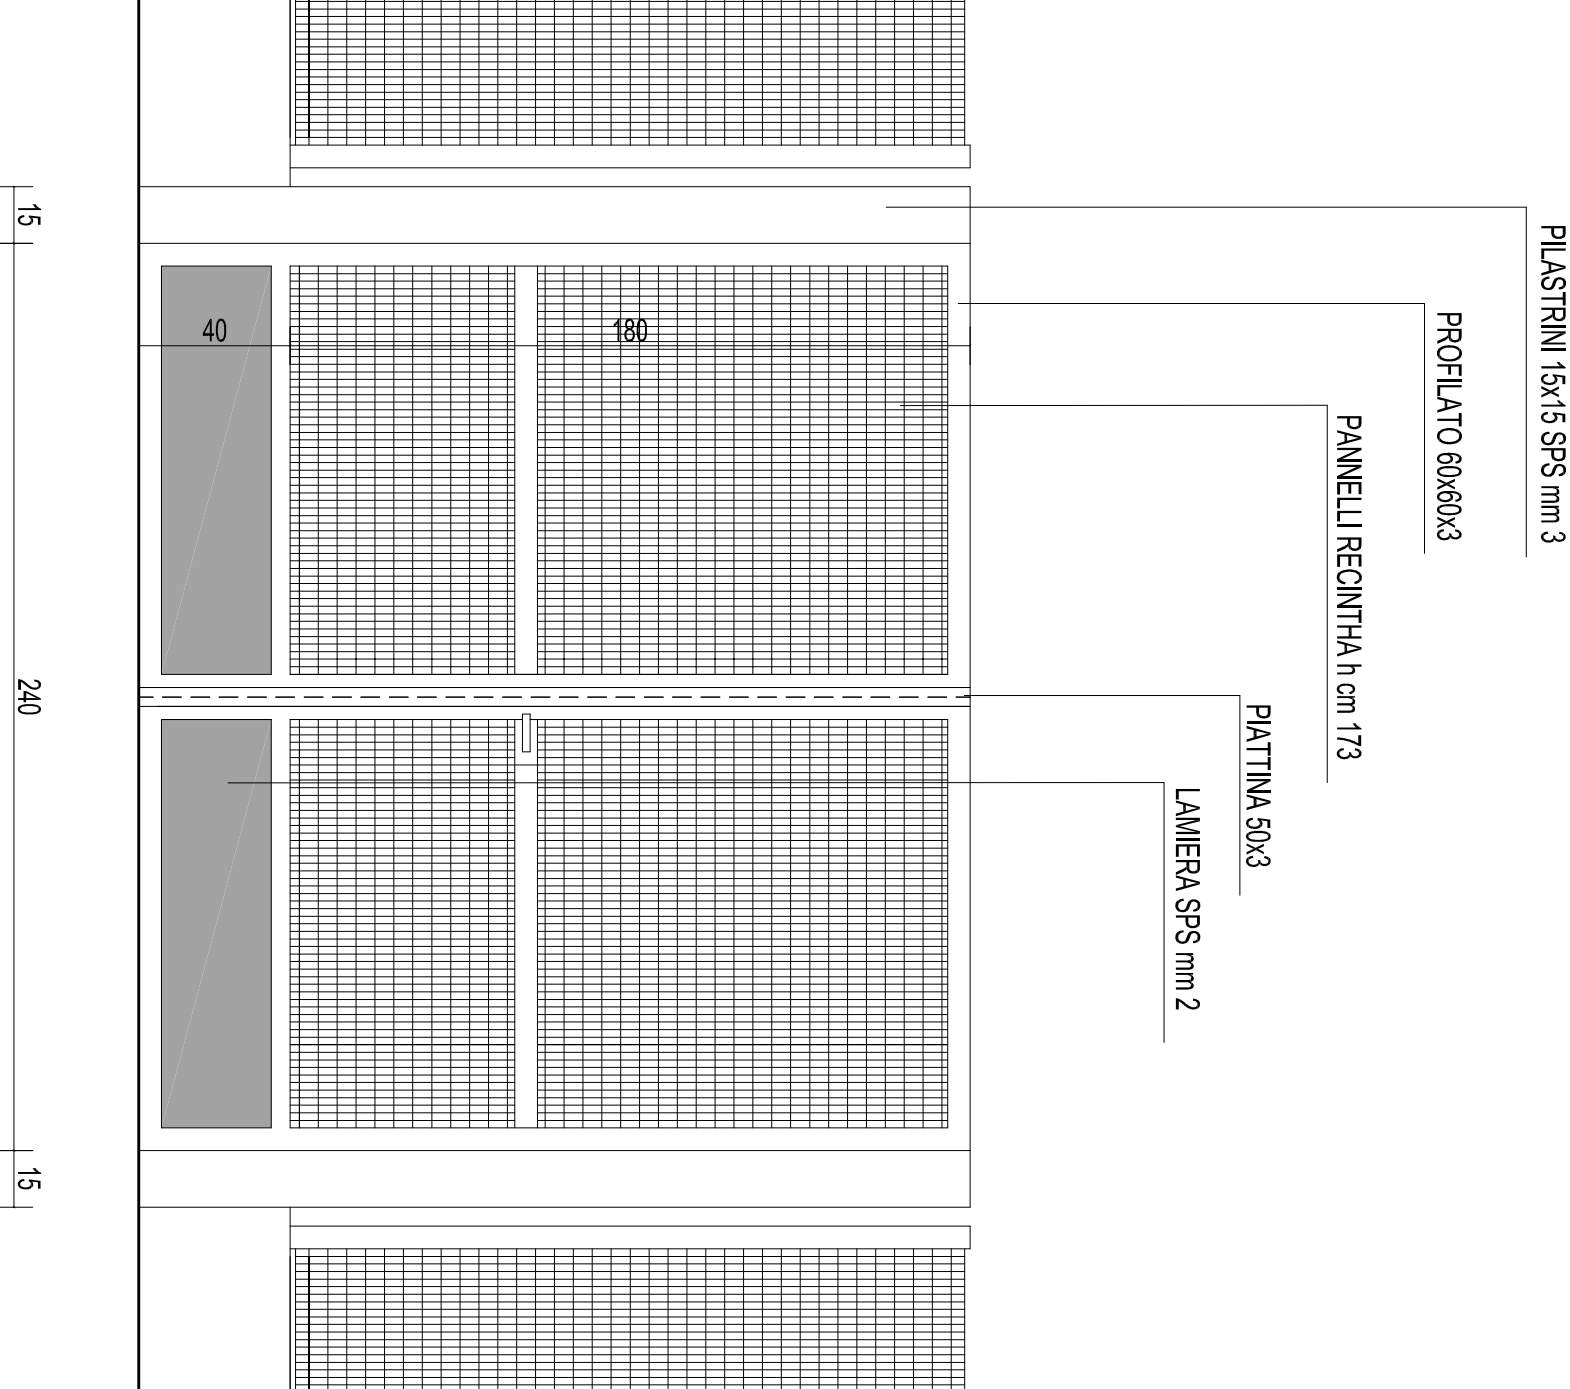 PILASTRINI 15x15 SPS mm 3
PROFILATO 60x60x3
PANNELLI RECINTHA h cm 173
PIATTINA 50x3
LAMIERA SPS mm 2
180
40
15
240
15